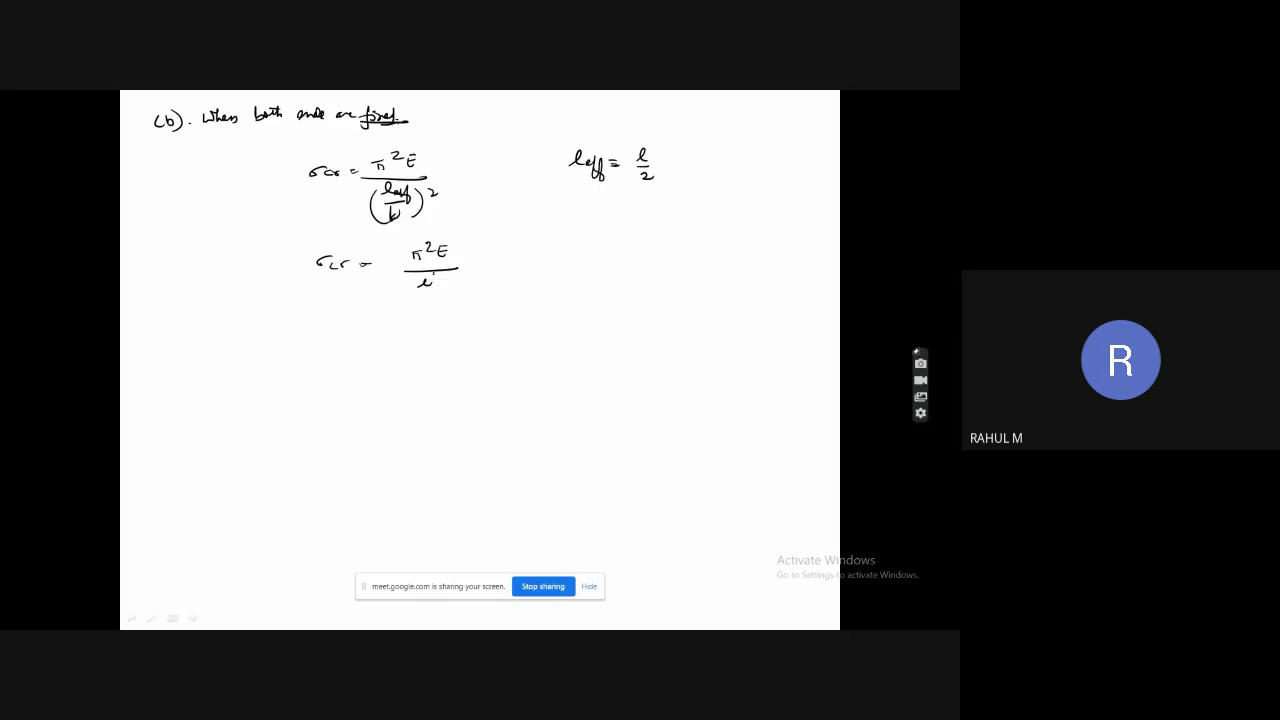 (b). When both ends are fixed
σcr = π²E / (leff/k)²
leff = l/2
σcr = π²E / l
R
RAHUL M
Activate Windows
Go to Settings to activate Windows.
meet.google.com is sharing your screen. Stop sharing Hide